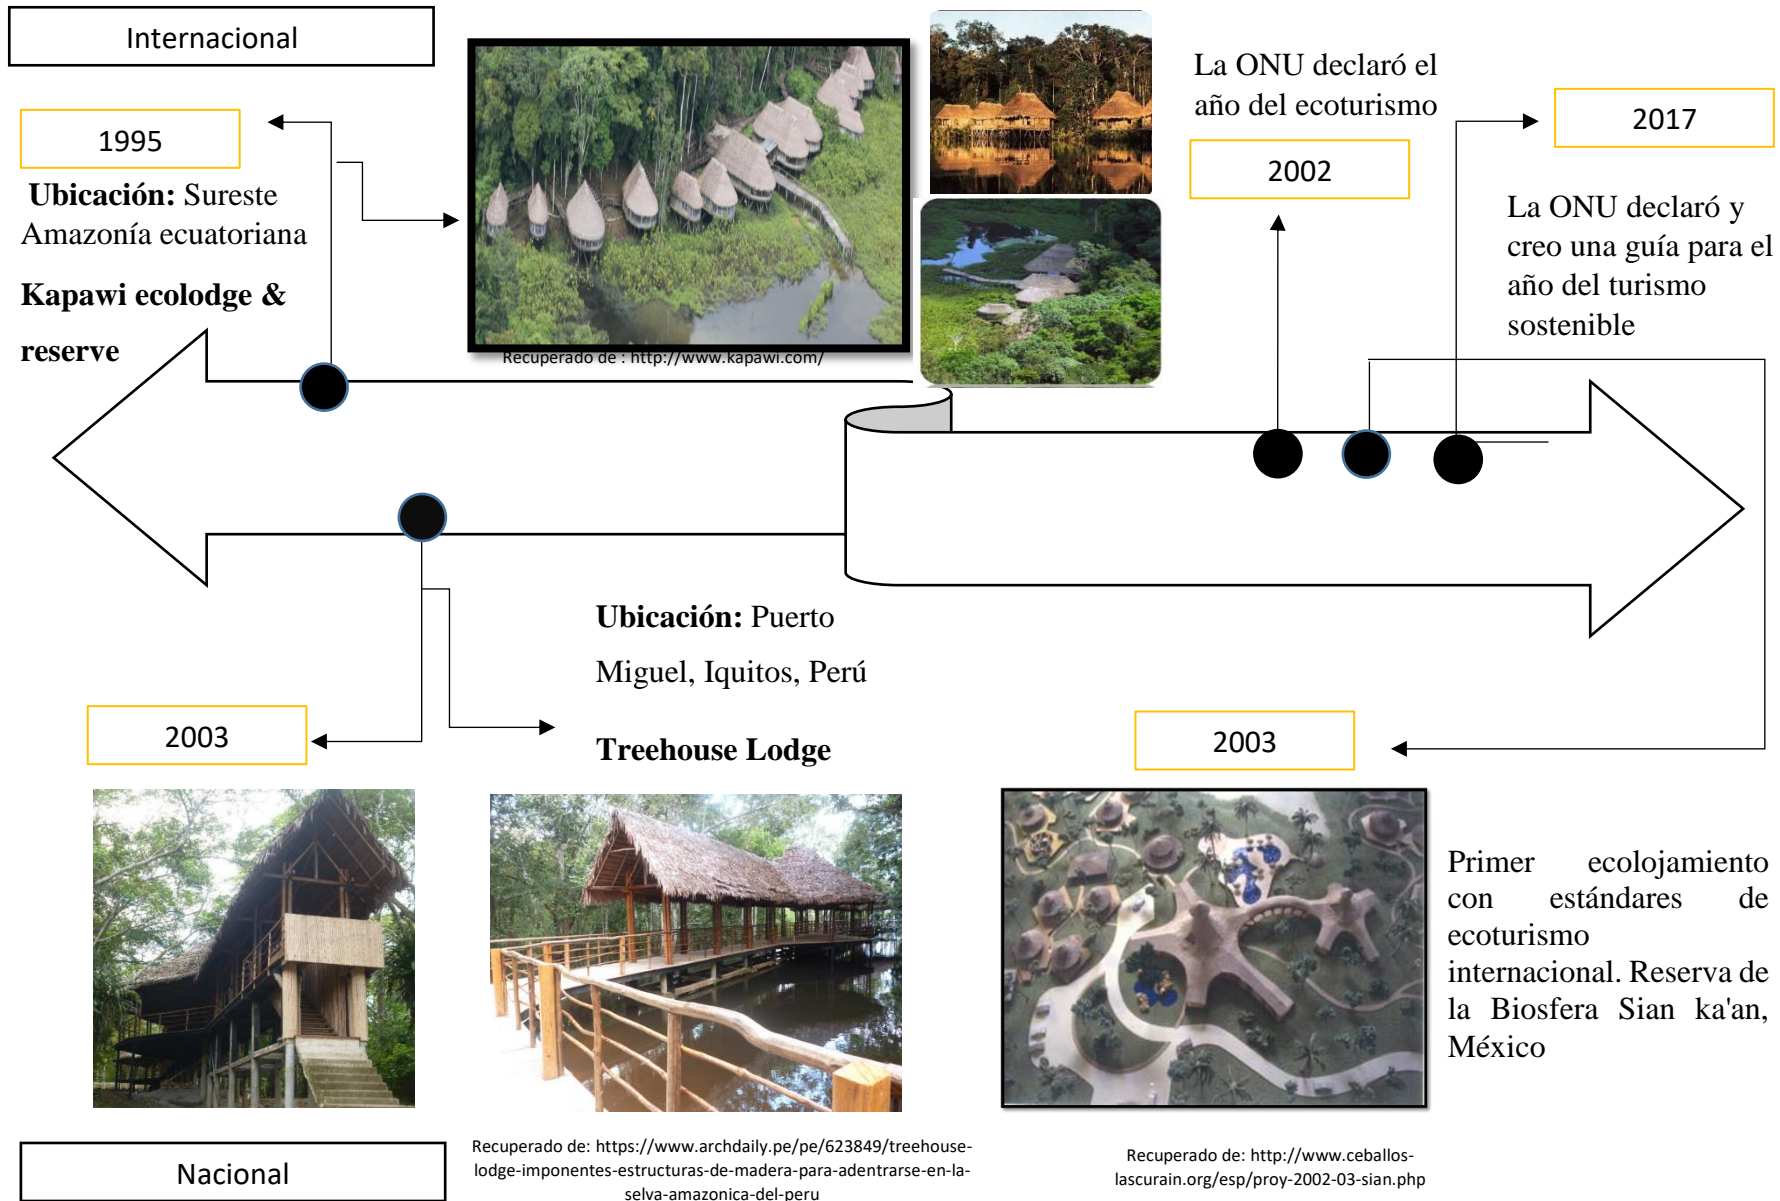 Internacional
1995
Ubicación: Sureste
Amazonía ecuatoriana
Kapawi ecolodge &
reserve
Recuperado de : http://www.kapawi.com/
La ONU declaró el
año del ecoturismo
2002
2017
La ONU declaró y
creo una guía para el
año del turismo
sostenible
Ubicación: Puerto
Miguel, Iquitos, Perú
Treehouse Lodge
2003
2003
Primer ecolojamiento
con estándares de
ecoturismo
internacional. Reserva de
la Biosfera Sian ka'an,
México
Nacional
Recuperado de: https://www.archdaily.pe/pe/623849/treehouse-
lodge-imponentes-estructuras-de-madera-para-adentrarse-en-la-
selva-amazonica-del-peru
Recuperado de: http://www.ceballos-
lascurain.org/esp/proy-2002-03-sian.php